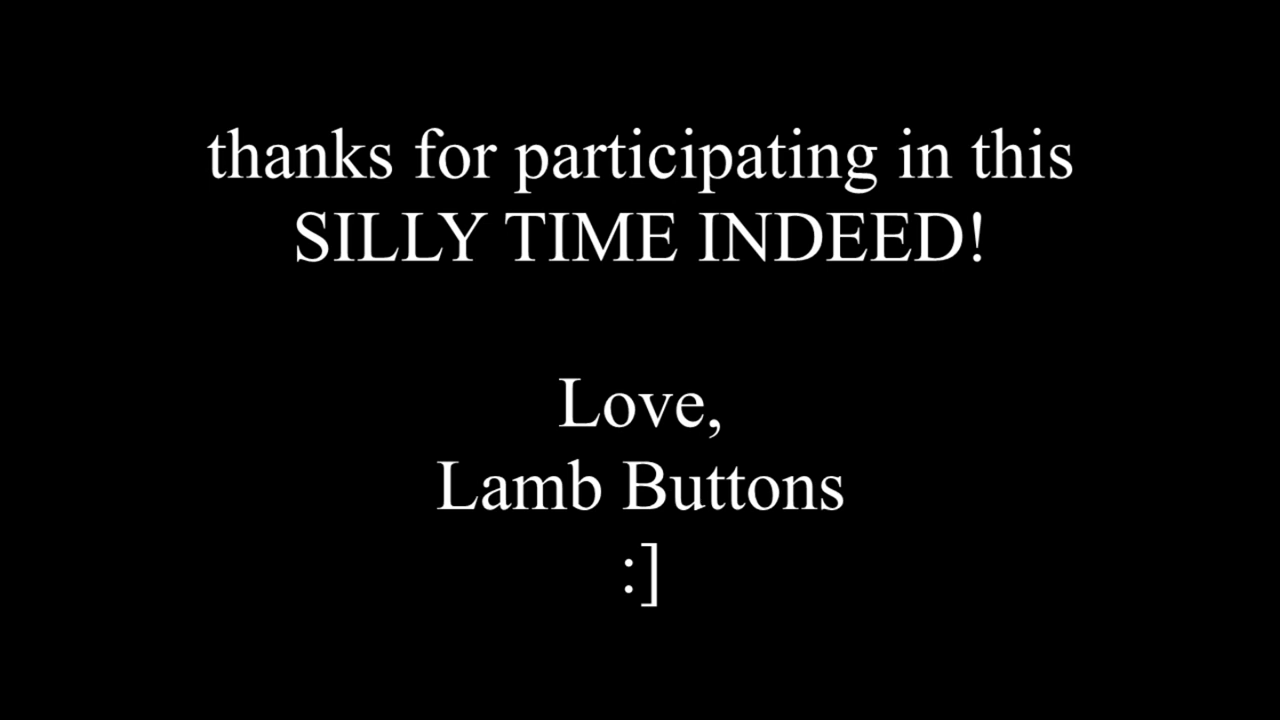 thanks for participating in this
SILLY TIME INDEED!
Love,
Lamb Buttons
:]